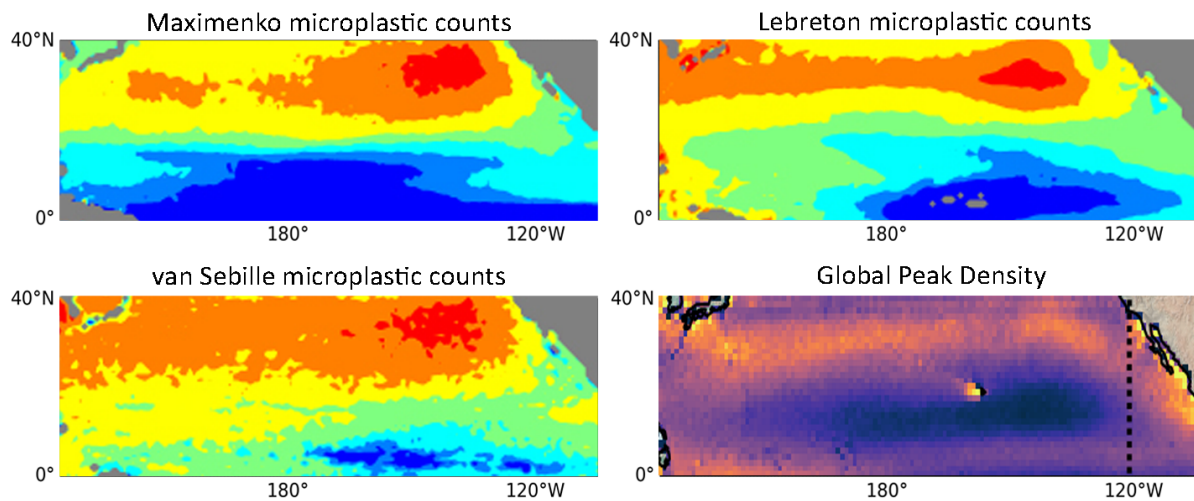 Maximenko microplastic counts
Lebreton microplastic counts
40°N
40°N
0°
0°
180°
120°W
180°
120°W
van Sebille microplastic counts
Global Peak Density
40°N
40°N
0°
0°
180°
120°W
180°
120°W